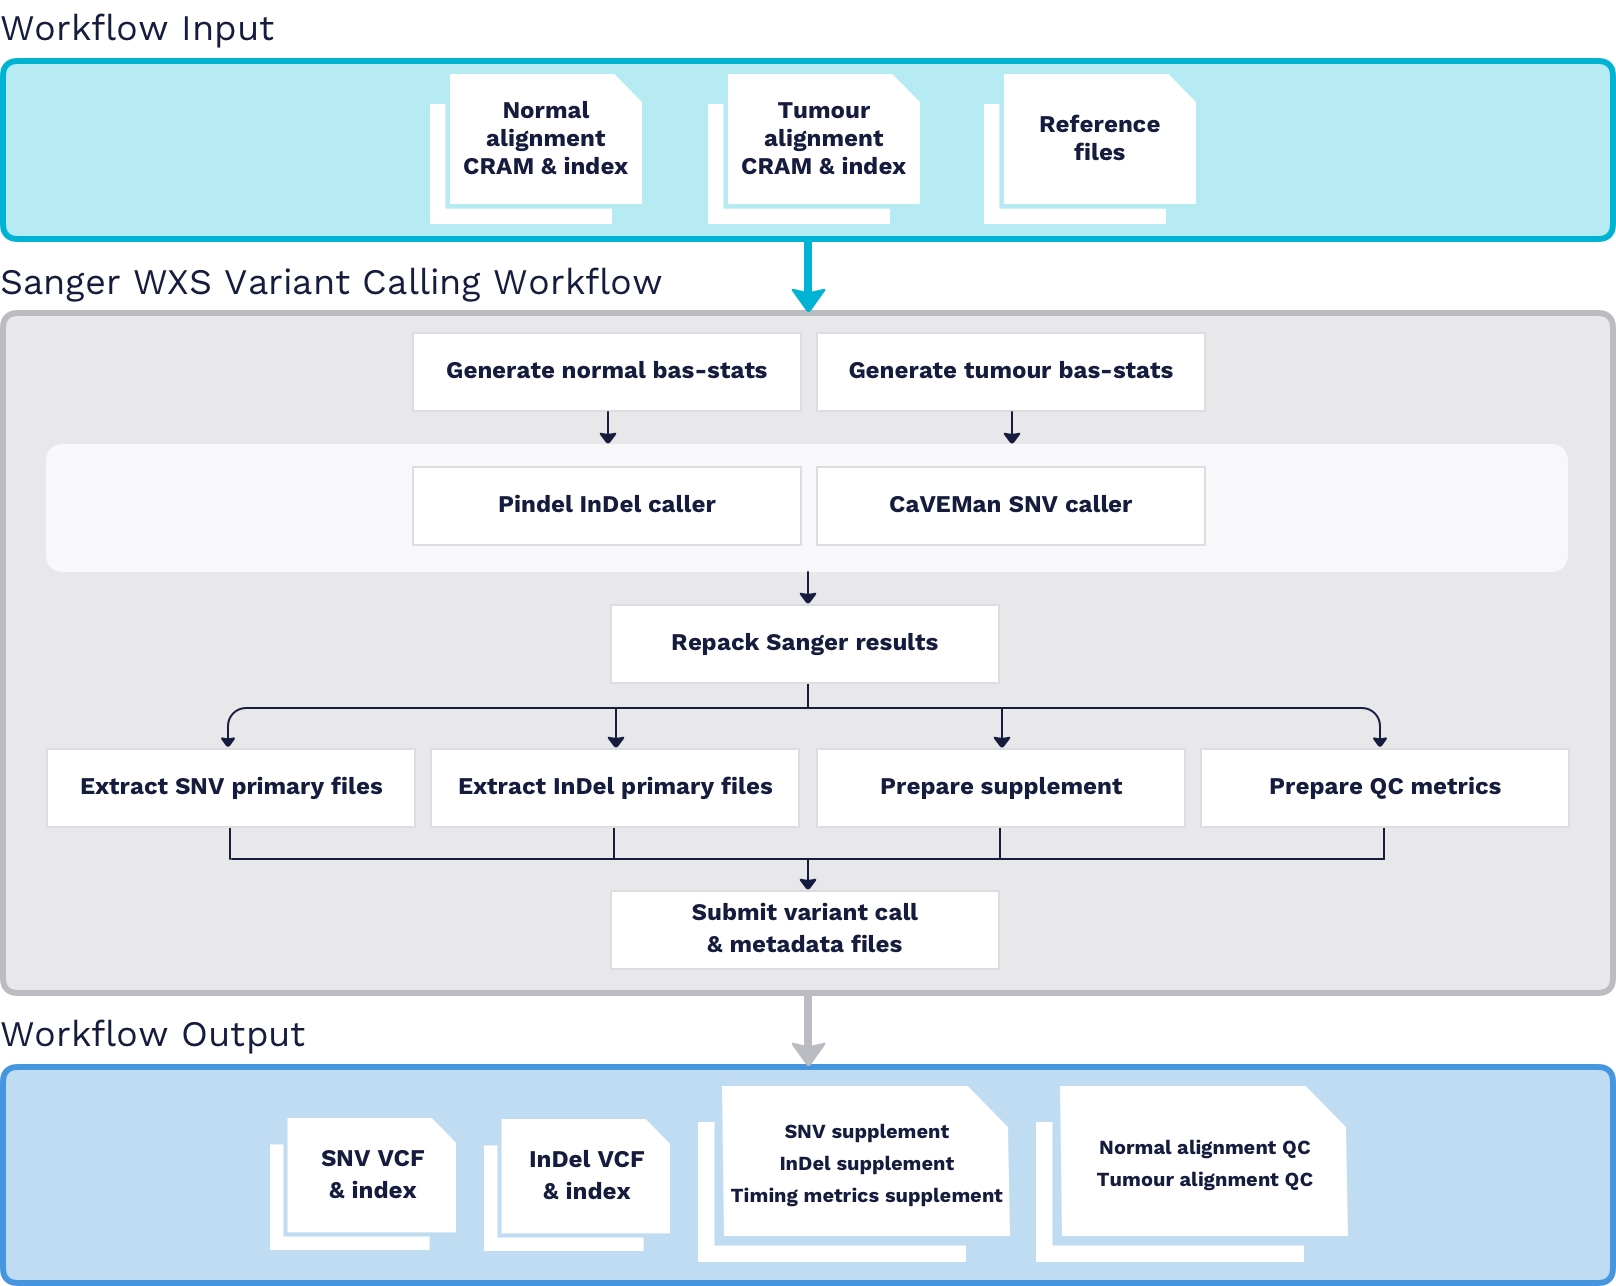 Workflow Input
Normal
alignment
CRAM & index
Tumour
alignment
CRAM & index
Reference
files
Sanger WXS Variant Calling Workflow
Generate normal bas-stats
Generate tumour bas-stats
Pindel InDel caller
CaVEMan SNV caller
Repack Sanger results
Extract SNV primary files
Extract InDel primary files
Prepare supplement
Prepare QC metrics
Submit variant call
& metadata files
Workflow Output
SNV VCF
& index
InDel VCF
& index
SNV supplement
InDel supplement
Timing metrics supplement
Normal alignment QC
Tumour alignment QC